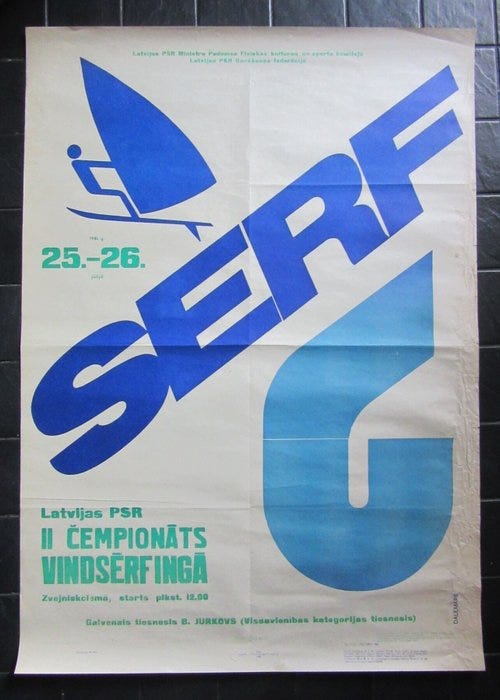 Latvijas PSR Ministru Padomes Fiziskās kultūras un sporta komiteja
Latvijas PSR Burāšanas federācija
25.-26.
jūlijā
SERF
Latvijas PSR
II ČEMPIONĀTS
VINDSĒRFINGĀ
Zvejniekciemā, starts plkst. 12.00
Galvenais tiesnesis B. JURKOVS (Vissavienības kategorijas tiesnesis)